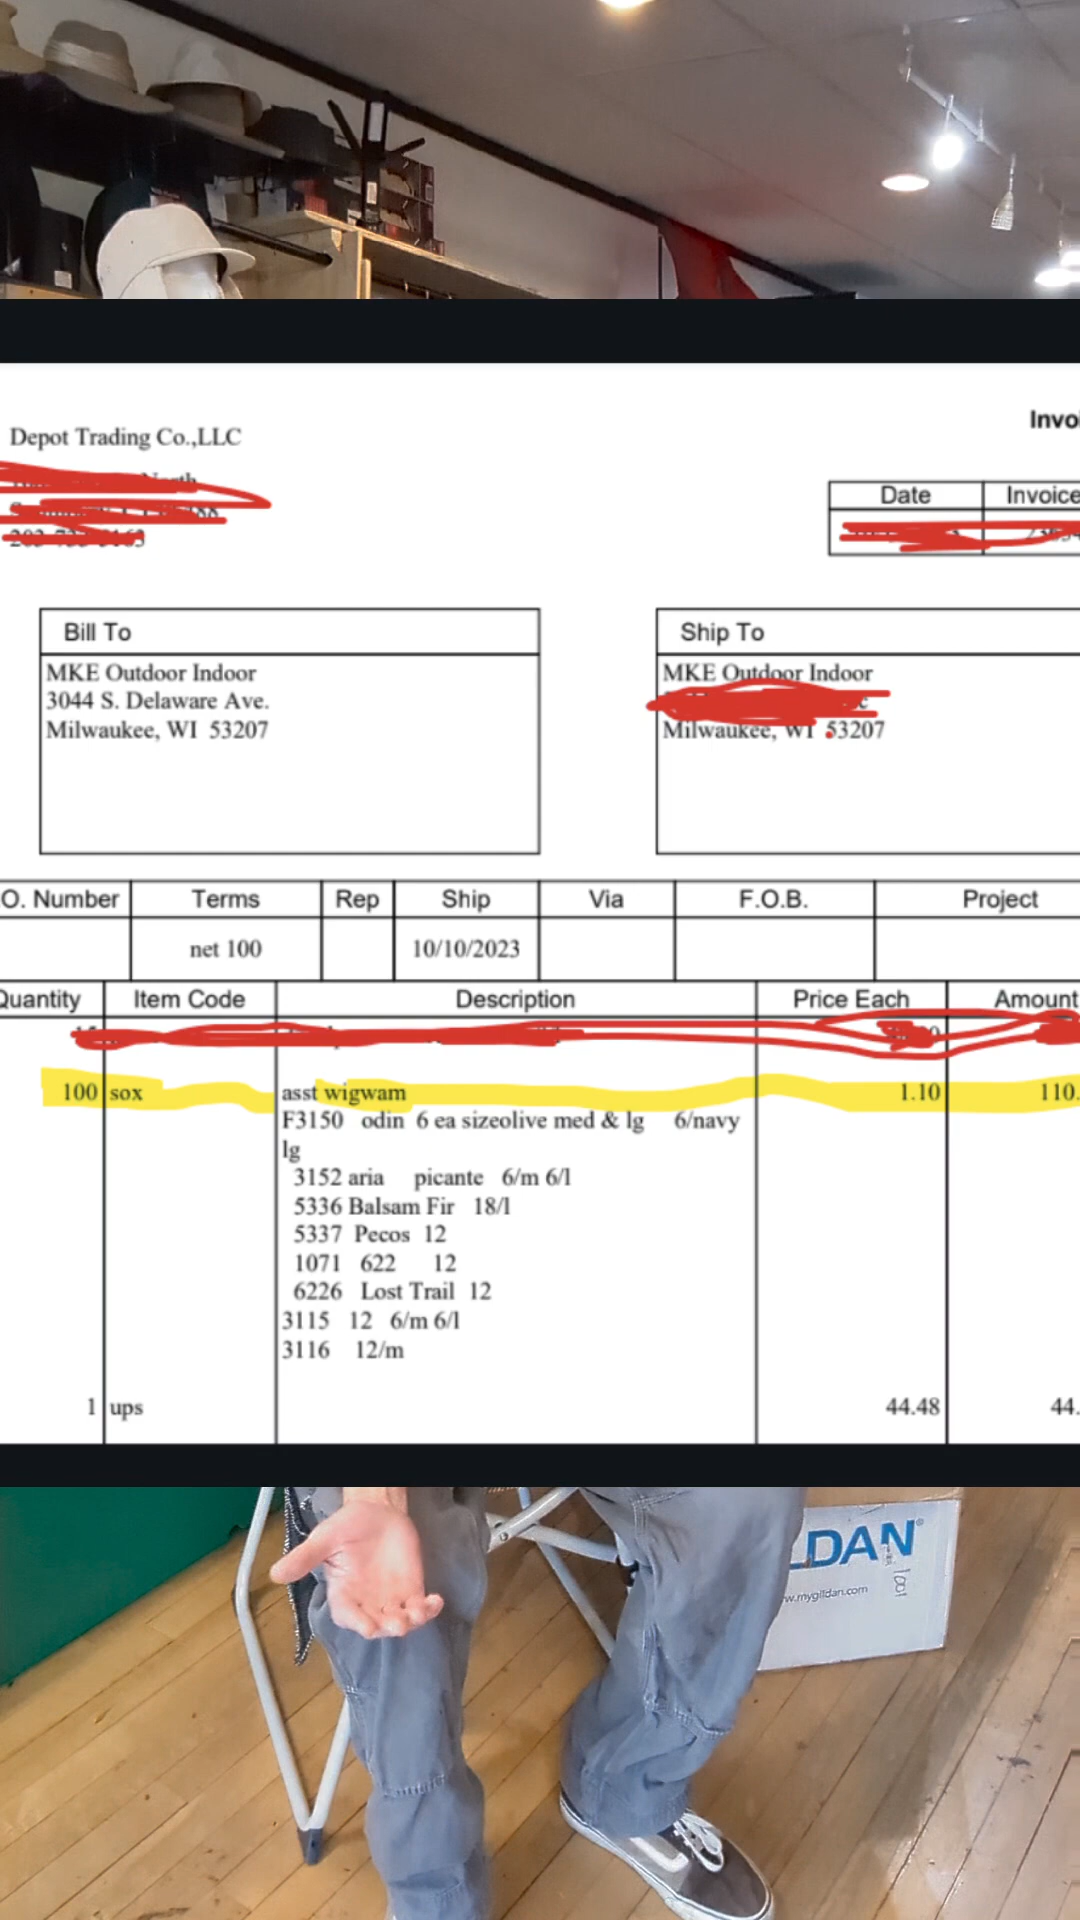 Invo
Depot Trading Co.,LLC
Date Invoice
Bill To
MKE Outdoor Indoor
3044 S. Delaware Ave.
Milwaukee, WI 53207
Ship To
MKE Outdoor Indoor
Milwaukee, WI 53207
O. Number Terms Rep Ship Via F.O.B. Project
net 100 10/10/2023
Quantity Item Code Description Price Each Amount
100 sox asst wigwam 1.10 110.
F3150 odin 6 ea sizeolive med & lg 6/navy
lg
3152 aria picante 6/m 6/l
5336 Balsam Fir 18/l
5337 Pecos 12
1071 622 12
6226 Lost Trail 12
3115 12 6/m 6/l
3116 12/m
1 ups 44.48 44.
LDAN
w.mygildan.com